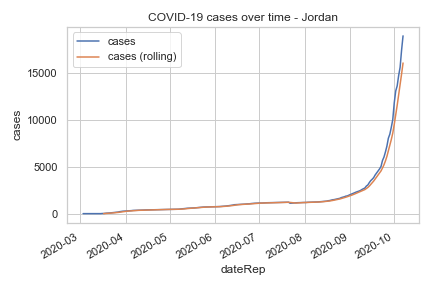 COVID-19 cases over time - Jordan
cases
cases (rolling)
15000
10000
5000
0
cases
2020-03
2020-04
2020-05
2020-06
2020-07
2020-08
2020-09
2020-10
dateRep